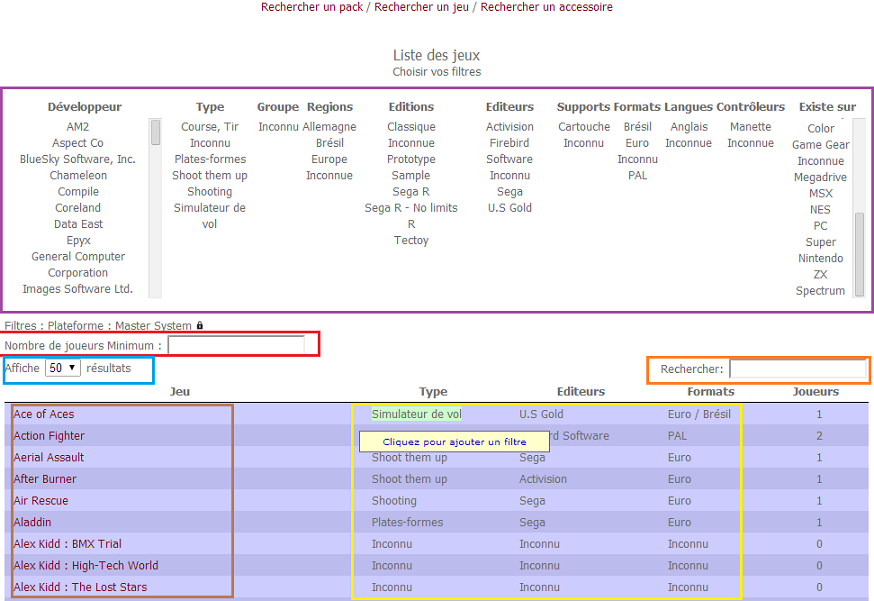 Rechercher un pack / Rechercher un jeu / Rechercher un accessoire
Liste des jeux
Choisir vos filtres
Développeur
AM2
Aspect Co
BlueSky Software, Inc.
Chameleon
Compile
Coreland
Data East
Epyx
General Computer
Corporation
Images Software Ltd.
Type
Course, Tir
Inconnu
Plates-formes
Shoot them up
Shooting
Simulateur de
vol
Groupe
Inconnu
Regions
Allemagne
Brésil
Europe
Inconnue
Editions
Classique
Inconnue
Prototype
Sample
Sega R
Sega R - No limits
R
Tectoy
Editeurs
Activision
Firebird
Software
Inconnu
Sega
U.S Gold
Supports
Cartouche
Inconnu
Formats
Brésil
Euro
Inconnu
PAL
Langues
Anglais
Inconnue
Contrôleurs
Manette
Inconnue
Existe sur
Color
Game Gear
Inconnue
Megadrive
MSX
NES
PC
Super
Nintendo
ZX
Spectrum
Filtres : Plateforme : Master System
Nombre de joueurs Minimum :
Affiche 50 résultats
Rechercher:
Jeu Type Editeurs Formats Joueurs
Ace of Aces Simulateur de vol U.S Gold Euro / Brésil 1
Action Fighter Cliquez pour ajouter un filtre rd Software PAL 2
Aerial Assault Shoot them up Sega Euro 1
After Burner Shoot them up Activision Euro 1
Air Rescue Shooting Sega Euro 1
Aladdin Plates-formes Sega Euro 1
Alex Kidd : BMX Trial Inconnu Inconnu Inconnu 0
Alex Kidd : High-Tech World Inconnu Inconnu Inconnu 0
Alex Kidd : The Lost Stars Inconnu Inconnu Inconnu 0